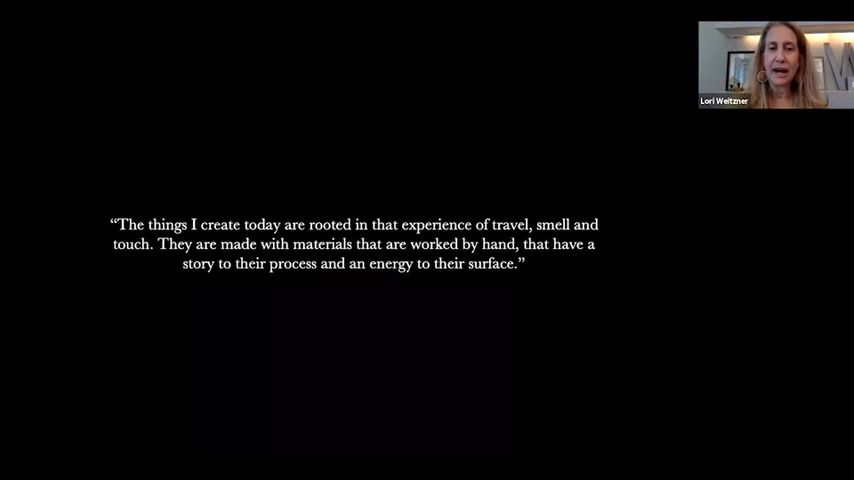 Lori Weitzner
“The things I create today are rooted in that experience of travel, smell and
touch. They are made with materials that are worked by hand, that have a
story to their process and an energy to their surface.”